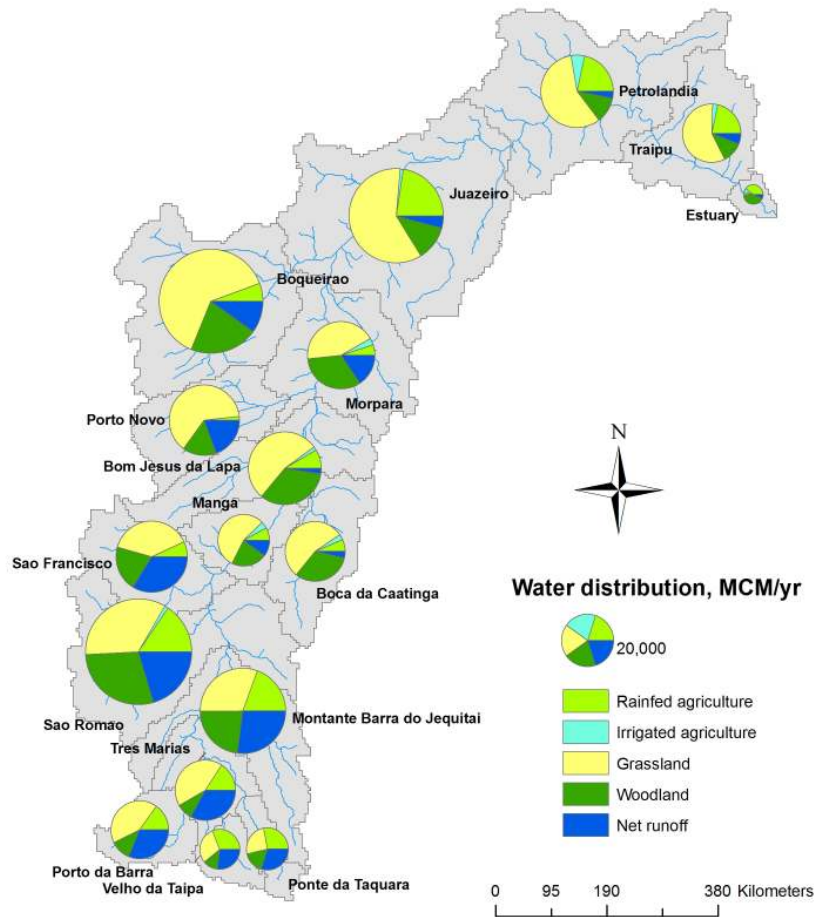 Petrolandia
Traipu
Juazeiro
Estuary
Boqueirao
Morpara
Porto Novo
Bom Jesus da Lapa
N
Manga
Sao Francisco
Boca da Caatinga
Water distribution, MCM/yr
20,000
Rainfed agriculture
Irrigated agriculture
Grassland
Woodland
Net runoff
Sao Romao
Montante Barra do Jequitai
Tres Marias
Porto da Barra
Velho da Taipa
Ponte da Taquara
0 95 190 380 Kilometers